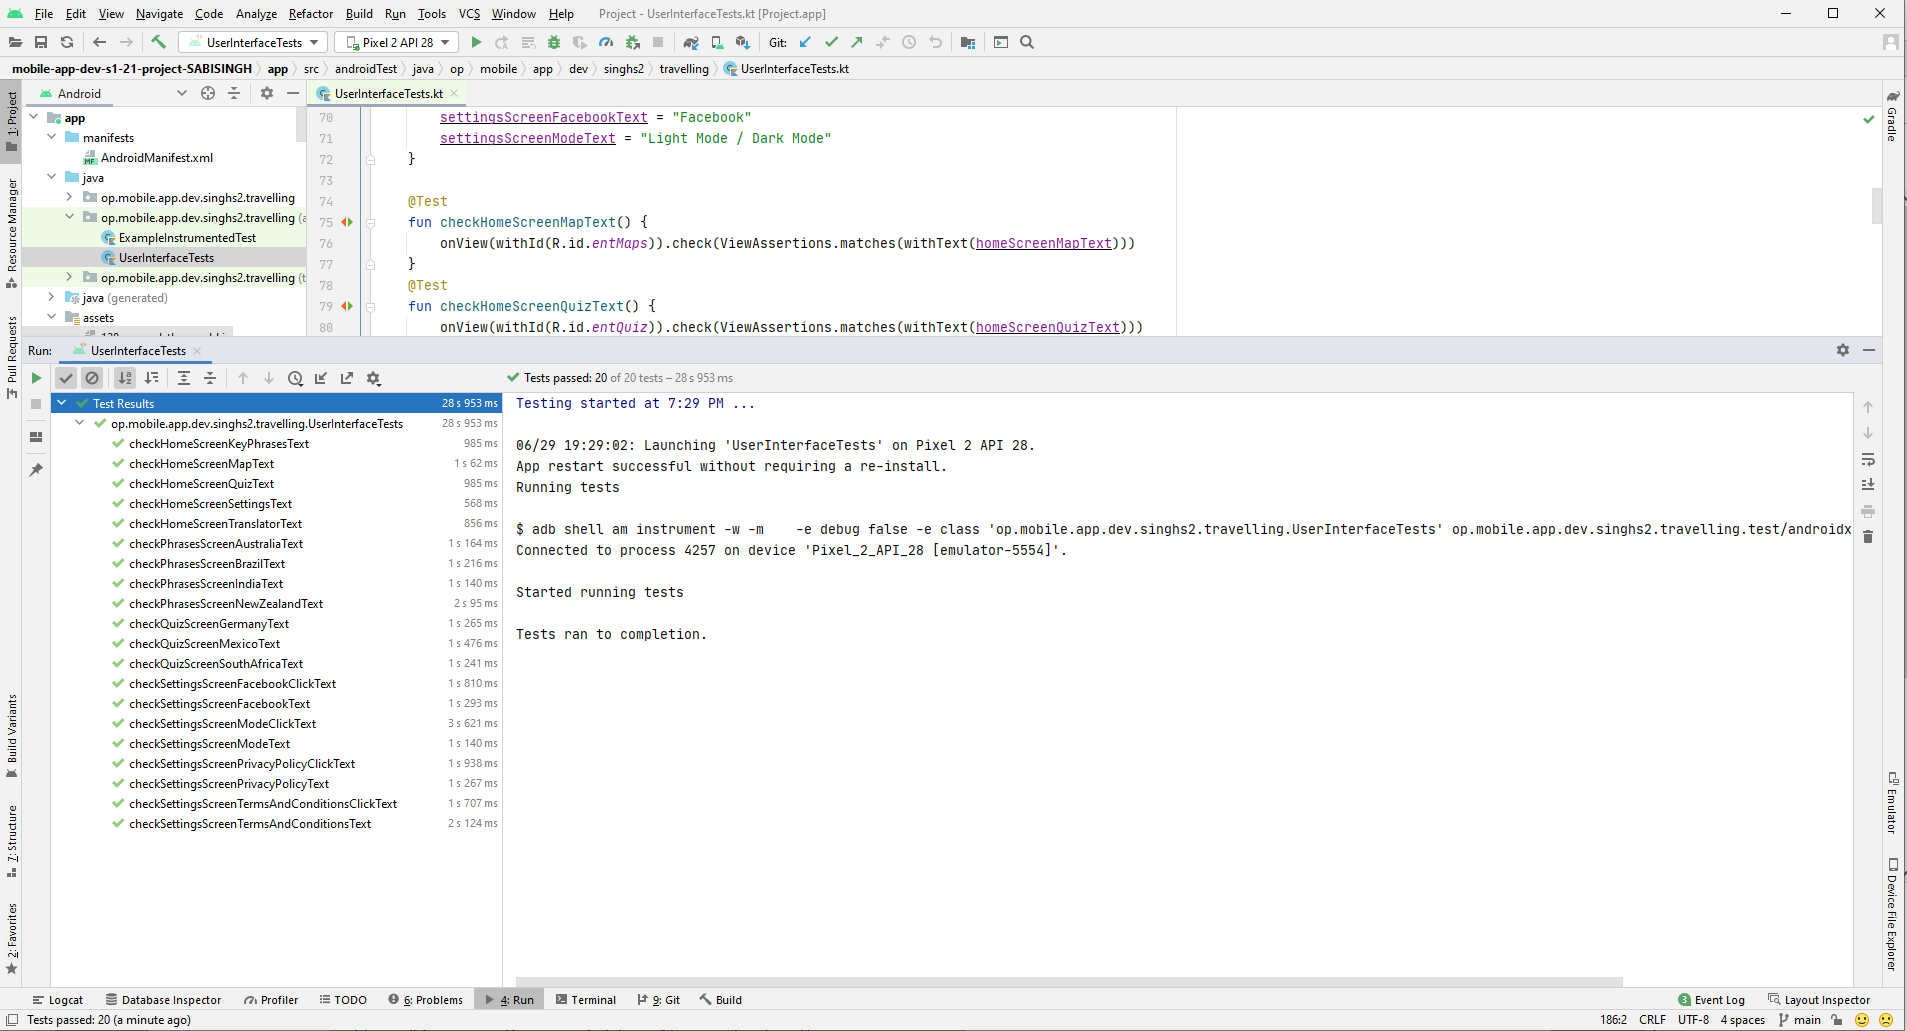 File Edit View Navigate Code Analyze Refactor Build Run Tools VCS Window Help Project - UserInterfaceTests.kt [Project.app]
UserInterfaceTests Pixel 2 API 28 Git:
mobile-app-dev-s1-21-project-SABISINGH app src androidTest java op mobile app dev singhs2 travelling UserInterfaceTests.kt
Android
UserInterfaceTests.kt
1: Project
Resource Manager
Pull Requests
Build Variants
7: Structure
2: Favorites
app
manifests
AndroidManifest.xml
java
op.mobile.app.dev.singhs2.travelling
op.mobile.app.dev.singhs2.travelling (a
ExampleInstrumentedTest
UserInterfaceTests
op.mobile.app.dev.singhs2.travelling (t
java (generated)
assets
70 settingsScreenFacebookText = "Facebook"
71 settingsScreenModeText = "Light Mode / Dark Mode"
72 }
73
74 @Test
75 fun checkHomeScreenMapText() {
76 onView(withId(R.id.entMaps)).check(ViewAssertions.matches(withText(homeScreenMapText)))
77 }
78 @Test
79 fun checkHomeScreenQuizText() {
80 onView(withId(R.id.entQuiz)).check(ViewAssertions.matches(withText(homeScreenQuizText)))
Gradle
Emulator
Device File Explorer
Run: UserInterfaceTests
Tests passed: 20 of 20 tests – 28 s 953 ms
Test Results 28 s 953 ms
op.mobile.app.dev.singhs2.travelling.UserInterfaceTests 28 s 953 ms
checkHomeScreenKeyPhrasesText 985 ms
checkHomeScreenMapText 1 s 62 ms
checkHomeScreenQuizText 985 ms
checkHomeScreenSettingsText 568 ms
checkHomeScreenTranslatorText 856 ms
checkPhrasesScreenAustraliaText 1 s 164 ms
checkPhrasesScreenBrazilText 1 s 216 ms
checkPhrasesScreenIndiaText 1 s 140 ms
checkPhrasesScreenNewZealandText 2 s 95 ms
checkQuizScreenGermanyText 1 s 265 ms
checkQuizScreenMexicoText 1 s 476 ms
checkQuizScreenSouthAfricaText 1 s 241 ms
checkSettingsScreenFacebookClickText 1 s 810 ms
checkSettingsScreenFacebookText 1 s 293 ms
checkSettingsScreenModeClickText 3 s 621 ms
checkSettingsScreenModeText 1 s 140 ms
checkSettingsScreenPrivacyPolicyClickText 1 s 938 ms
checkSettingsScreenPrivacyPolicyText 1 s 267 ms
checkSettingsScreenTermsAndConditionsClickText 1 s 707 ms
checkSettingsScreenTermsAndConditionsText 2 s 124 ms
Testing started at 7:29 PM ...
06/29 19:29:02: Launching 'UserInterfaceTests' on Pixel 2 API 28.
App restart successful without requiring a re-install.
Running tests
$ adb shell am instrument -w -m    -e debug false -e class 'op.mobile.app.dev.singhs2.travelling.UserInterfaceTests' op.mobile.app.dev.singhs2.travelling.test/androidx
Connected to process 4257 on device 'Pixel_2_API_28 [emulator-5554]'.
Started running tests
Tests ran to completion.
Logcat Database Inspector Profiler TODO 6: Problems 4: Run Terminal 9: Git Build 3 Event Log Layout Inspector
Tests passed: 20 (a minute ago) 186:2 CRLF UTF-8 4 spaces main